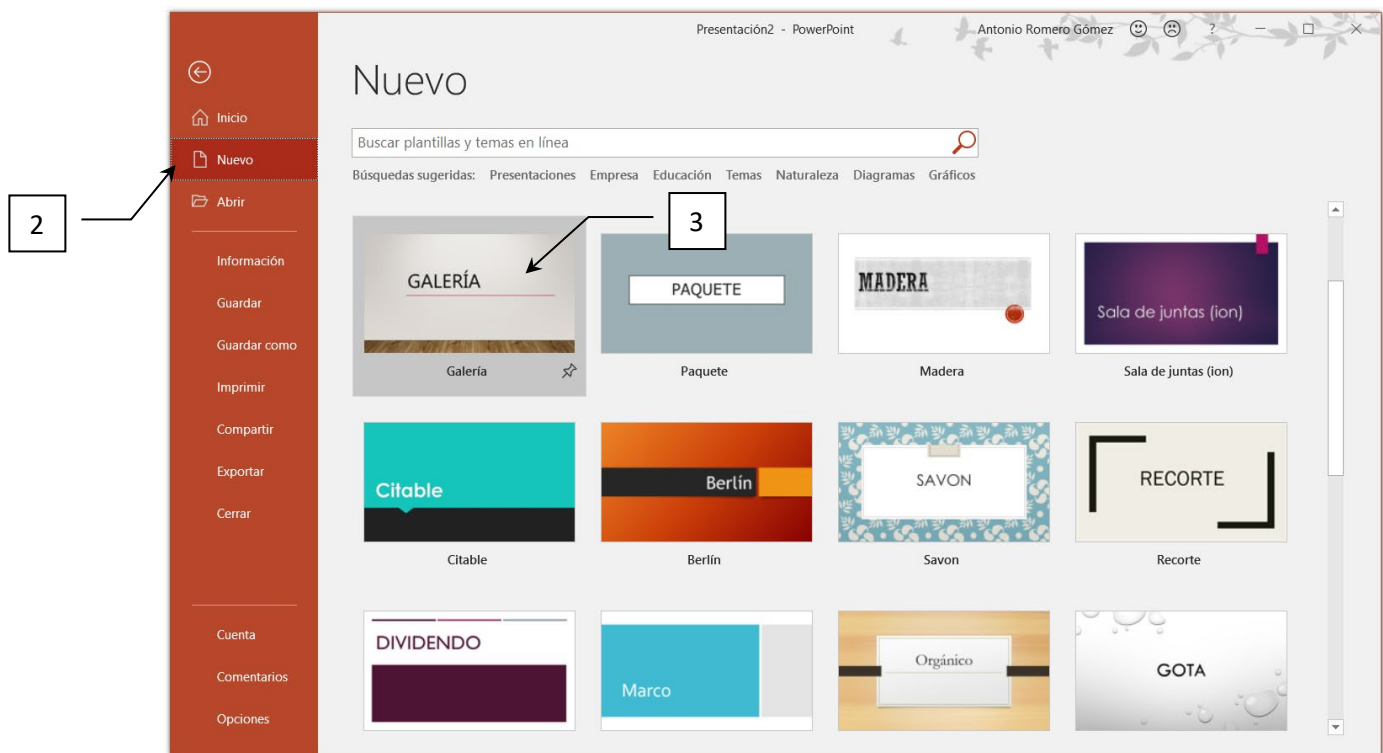 Presentación2 - PowerPoint
Antonio Romero Gómez
?
Inicio
Nuevo
Abrir
Información
Guardar
Guardar como
Imprimir
Compartir
Exportar
Cerrar
Cuenta
Comentarios
Opciones
2
Nuevo
Buscar plantillas y temas en línea
Búsquedas sugeridas: Presentaciones Empresa Educación Temas Naturaleza Diagramas Gráficos
3
GALERÍA
Galería
PAQUETE
Paquete
MADERA
Madera
Sala de juntas (ion)
Sala de juntas (ion)
Citable
Citable
Berlín
Berlín
SAVON
Savon
RECORTE
Recorte
DIVIDENDO
Marco
Orgánico
GOTA